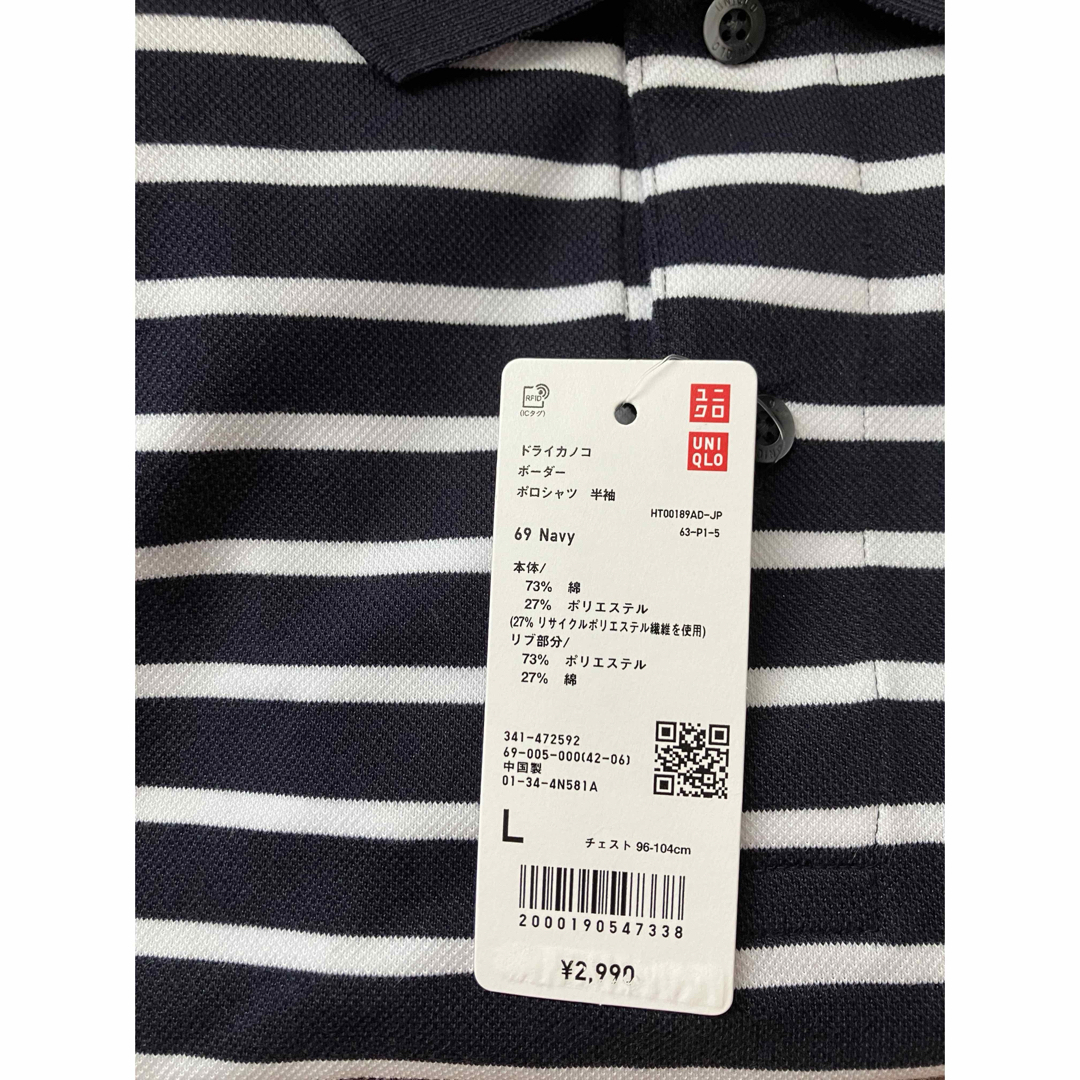 RFID
(ICタグ)
ユニ
クロ
UNI
QLO
ドライカノコ
ボーダー
ポロシャツ 半袖
HT00189AD-JP
63-P1-5
69 Navy
本体/
73% 綿
27% ポリエステル
(27% リサイクルポリエステル繊維を使用)
リブ部分/
73% ポリエステル
27% 綿
341-472592
69-005-000(42-06)
中国製
01-34-4N581A
L
チェスト 96-104cm
2000190547338
¥2,990